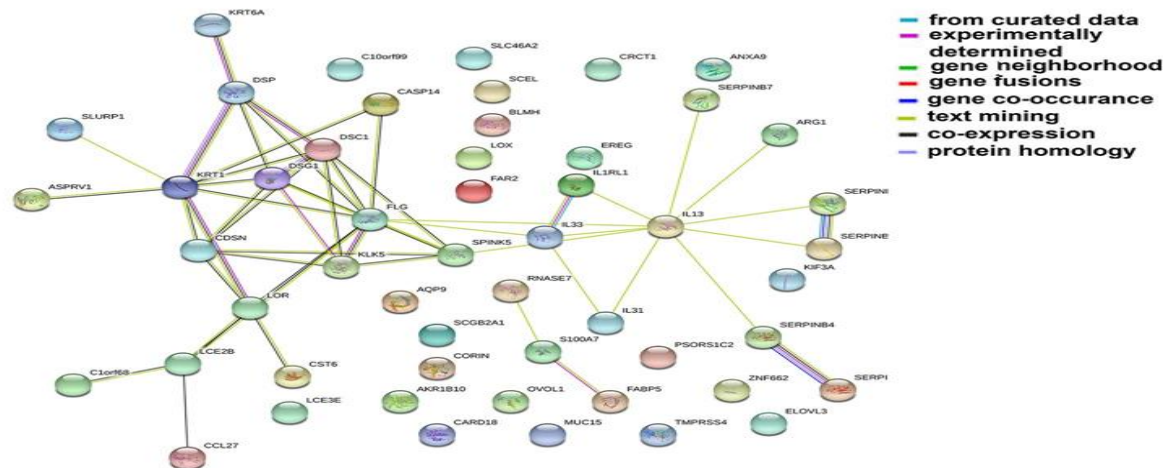 KRT6A
DSP
C10orf99
SLC46A2
CRCT1
ANXA9
SCEL
SERPINB7
CASP14
BLMH
ARG1
SLURP1
DSC1
LOX
EREG
IL1RL1
DSG1
FAR2
KRT1
ASPRV1
FLG
SERPINI
IL33
IL13
CDSN
SPINK5
SERPINE
KLK5
KIF3A
RNASE7
LOR
AQP9
IL31
SCGB2A1
SERPINB4
S100A7
LCE2B
CORIN
PSORS1C2
C1orf68
CST6
AKR1B10
OVOL1
FABP5
ZNF662
SERPI
LCE3E
ELOVL3
CARD18
MUC15
TMPRSS4
CCL27
from curated data
experimentally
determined
gene neighborhood
gene fusions
gene co-occurance
text mining
co-expression
protein homology